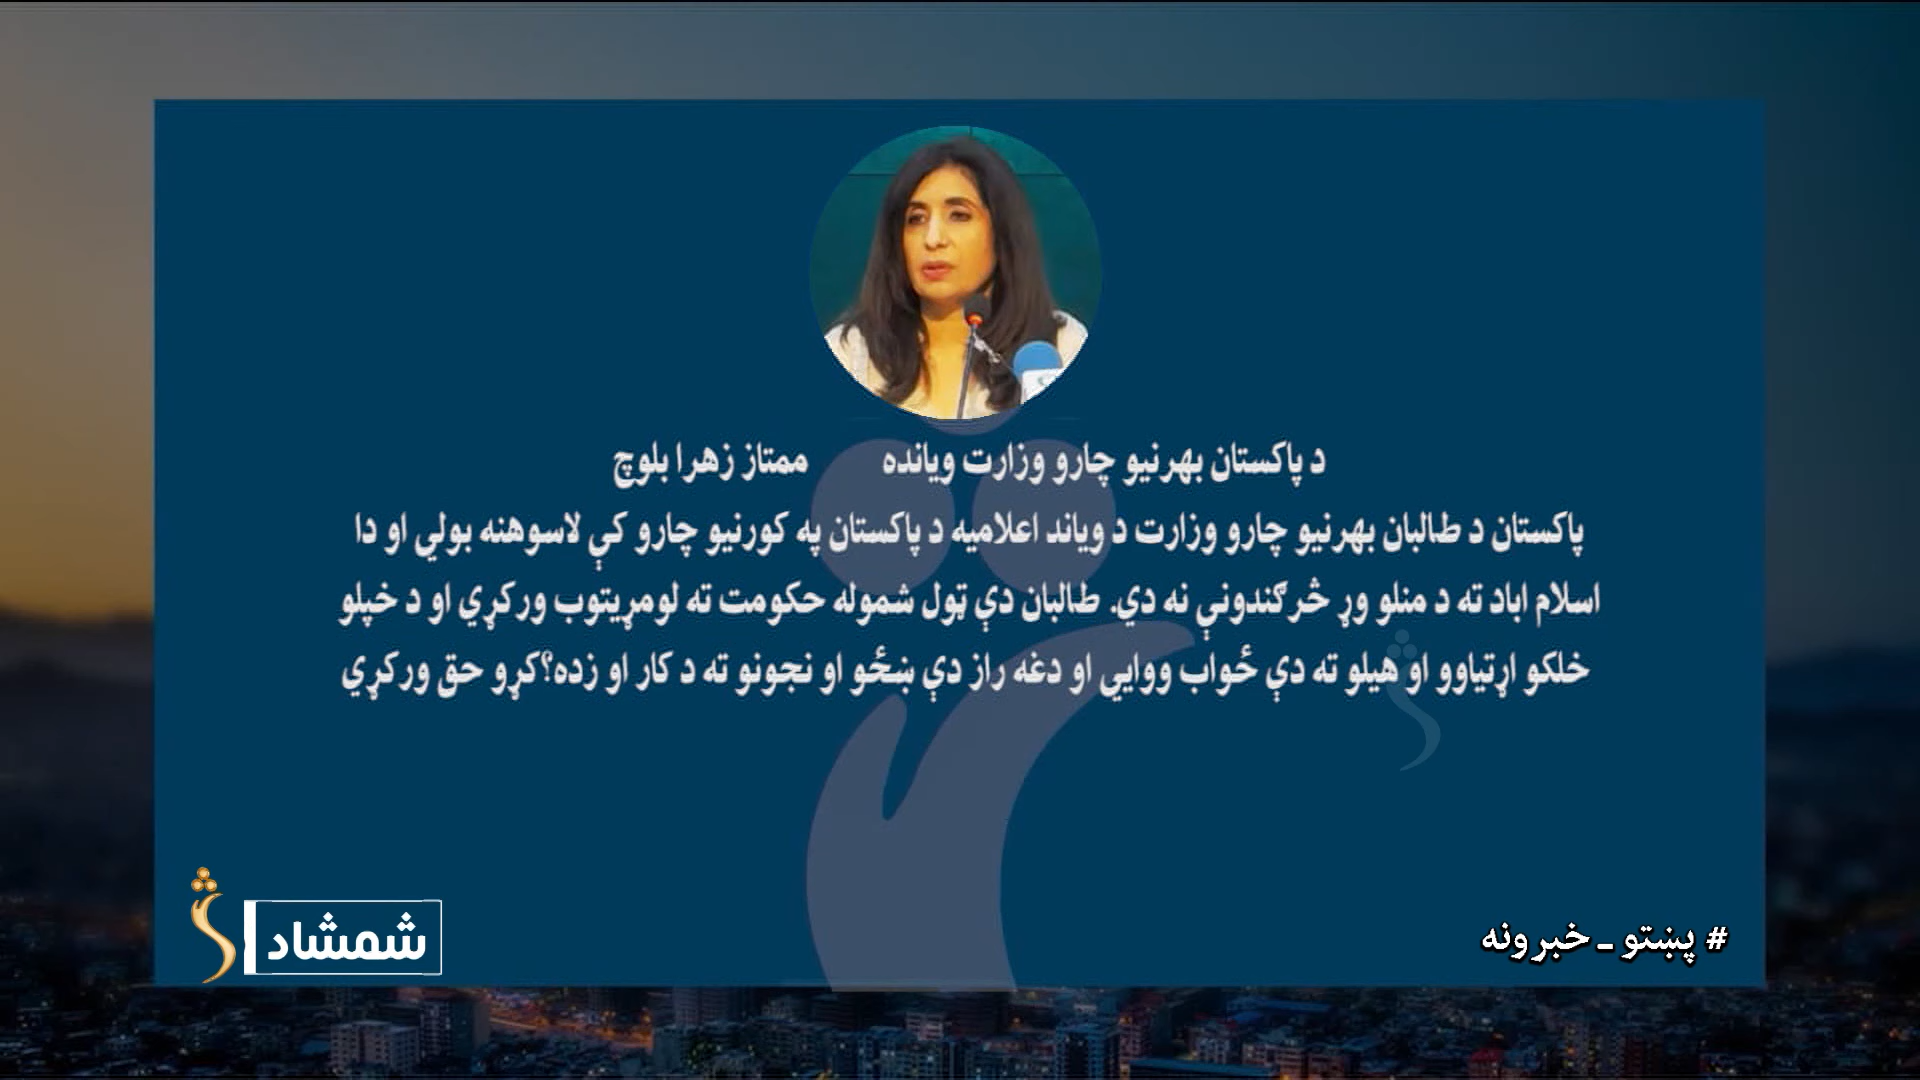 د پاکستان بهرنیو چارو وزارت ویانده ممتاز زهرا بلوچ
پاکستان د طالبان بهرنیو چارو وزارت د ویاند اعلامیه د پاکستان په کورنیو چارو کې لاسوهنه بولي او دا
اسلام اباد ته د منلو وړ څرګندونې نه دي. طالبان دې ټول شموله حکومت ته لومړیتوب ورکړي او د خپلو
خلکو اړتیاوو او هیلو ته دې ځواب ووایي او دغه راز دې ښځو او نجونو ته د کار او زده؟کړو حق ورکړي
شمشاد
# پښتو ـ خبرونه